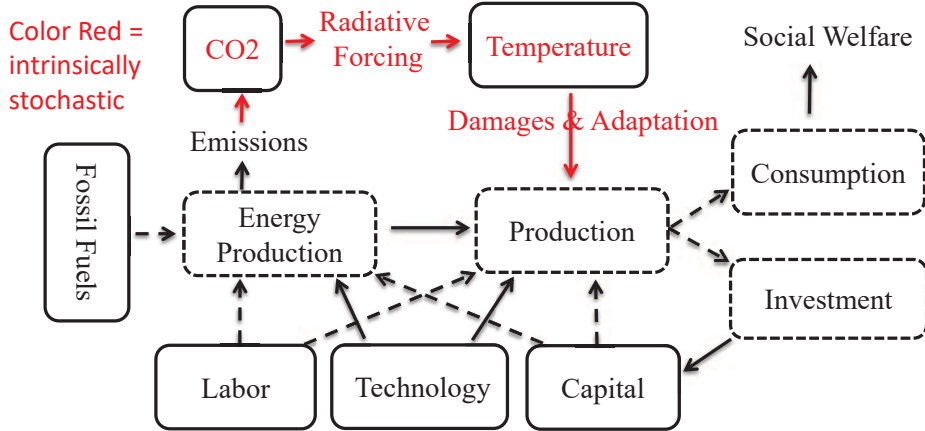 Color Red =
intrinsically
stochastic
CO2
Radiative
Forcing
Temperature
Social Welfare
Damages & Adaptation
Emissions
Fossil Fuels
Energy
Production
Production
Consumption
Investment
Labor
Technology
Capital